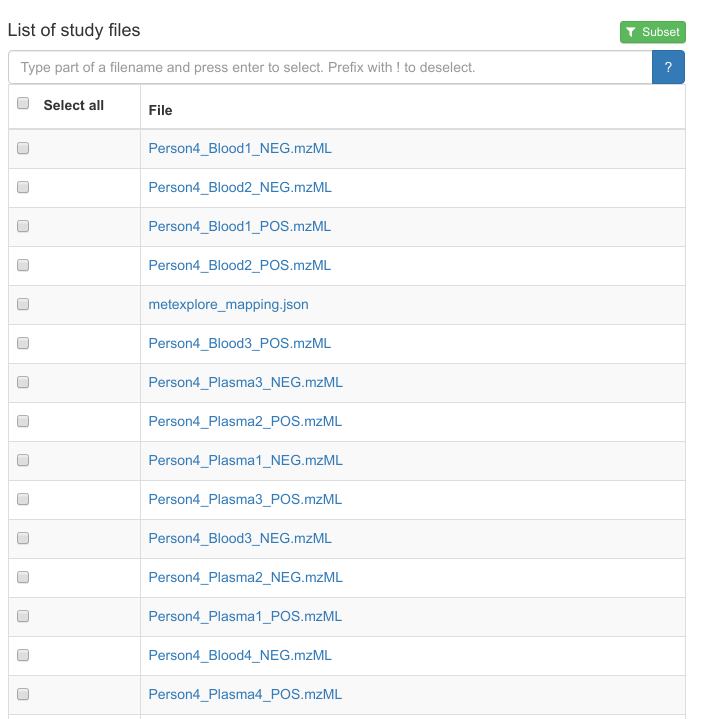 List of study files
Subset
Type part of a filename and press enter to select. Prefix with ! to deselect.
?
Select all
File
Person4_Blood1_NEG.mzML
Person4_Blood2_NEG.mzML
Person4_Blood1_POS.mzML
Person4_Blood2_POS.mzML
metexplore_mapping.json
Person4_Blood3_POS.mzML
Person4_Plasma3_NEG.mzML
Person4_Plasma2_POS.mzML
Person4_Plasma1_NEG.mzML
Person4_Plasma3_POS.mzML
Person4_Blood3_NEG.mzML
Person4_Plasma2_NEG.mzML
Person4_Plasma1_POS.mzML
Person4_Blood4_NEG.mzML
Person4_Plasma4_POS.mzML